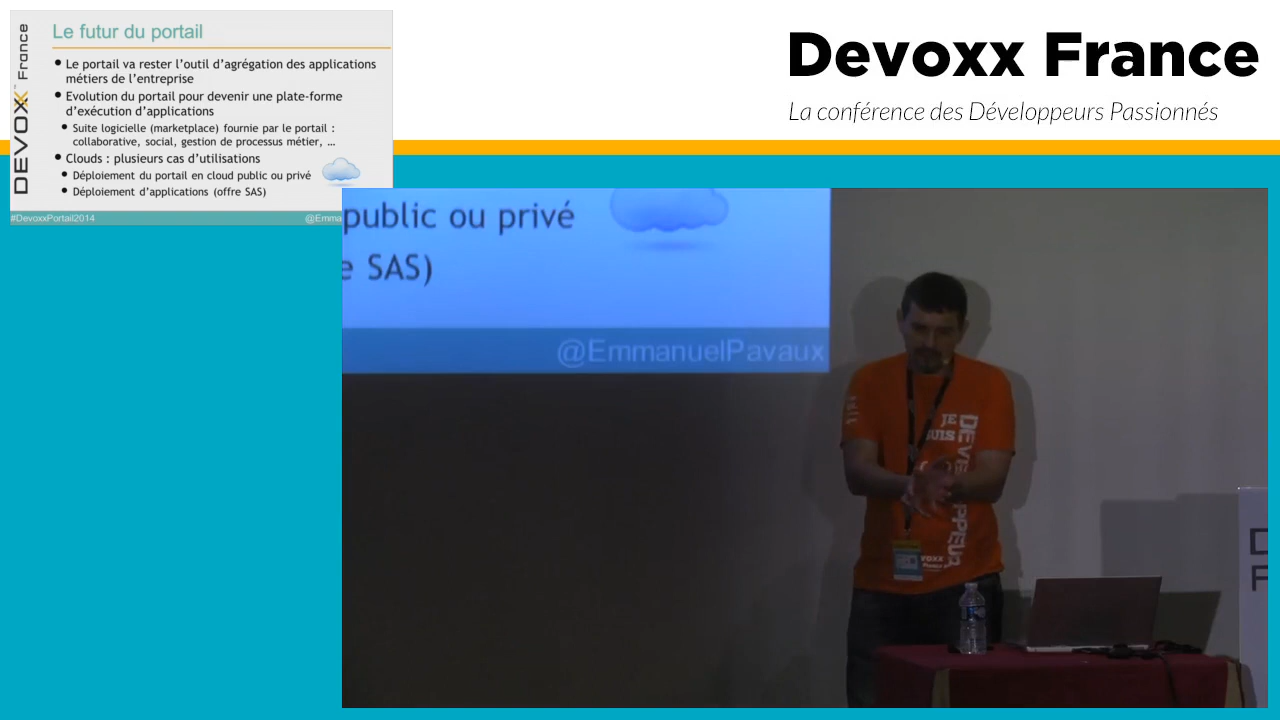 Le futur du portail
• Le portail va rester l'outil d'agrégation des applications
métiers de l'entreprise
• Evolution du portail pour devenir une plate-forme
d'exécution d'applications
• Suite logicielle (marketplace) fournie par le portail :
collaborative, social, gestion de processus métier, ...
• Clouds : plusieurs cas d'utilisations
• Déploiement du portail en cloud public ou privé
• Déploiement d'applications (offre SAS)
#DevoxxPortail2014
@Emma
DEVOXX™ France
Devoxx France
La conférence des Développeurs Passionnés
public ou privé
e SAS)
@EmmanuelPavaux
JE
SUIS
DEVELOPPEUR